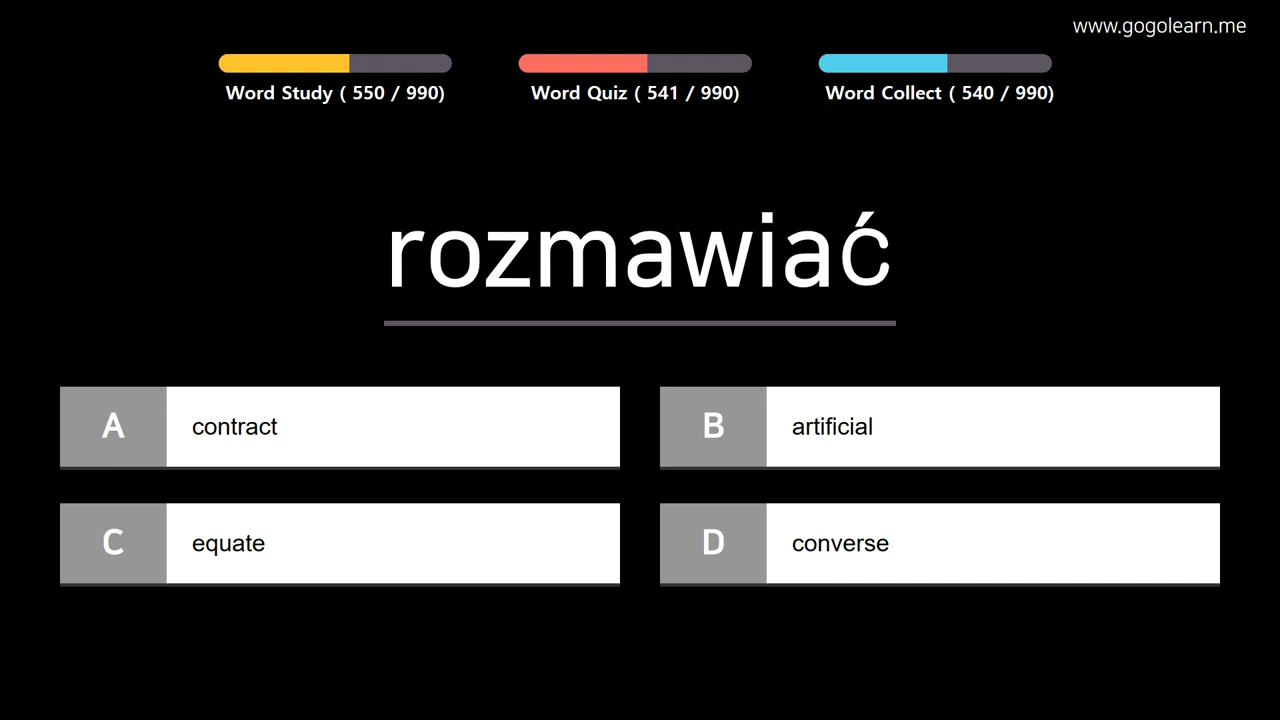 www.gogolearn.me
Word Study ( 550 / 990)
Word Quiz ( 541 / 990)
Word Collect ( 540 / 990)
rozmawiać
A contract
B artificial
C equate
D converse